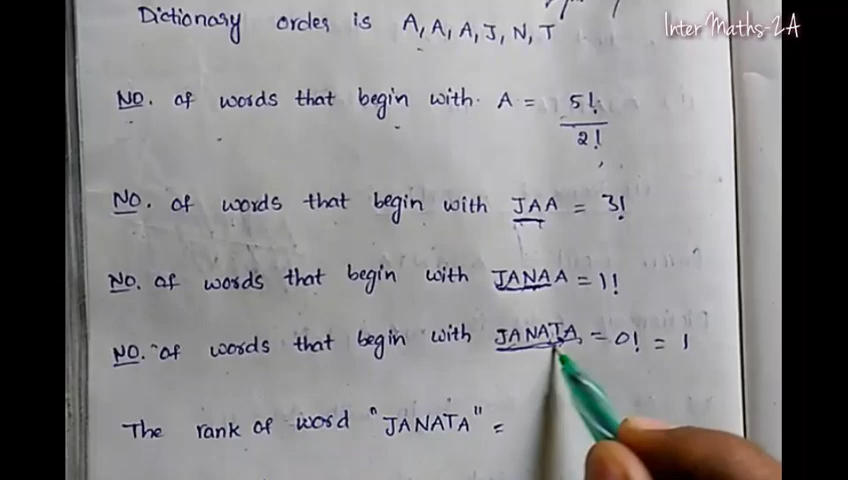 Inter Maths-2A
Dictionary order is A, A, A, J, N, T
NO. of words that begin with A = 5!/2!
NO. of words that begin with JAA = 3!
NO. of words that begin with JANAA = 1!
NO. of words that begin with JANATA = 0! = 1
The rank of word "JANATA" =